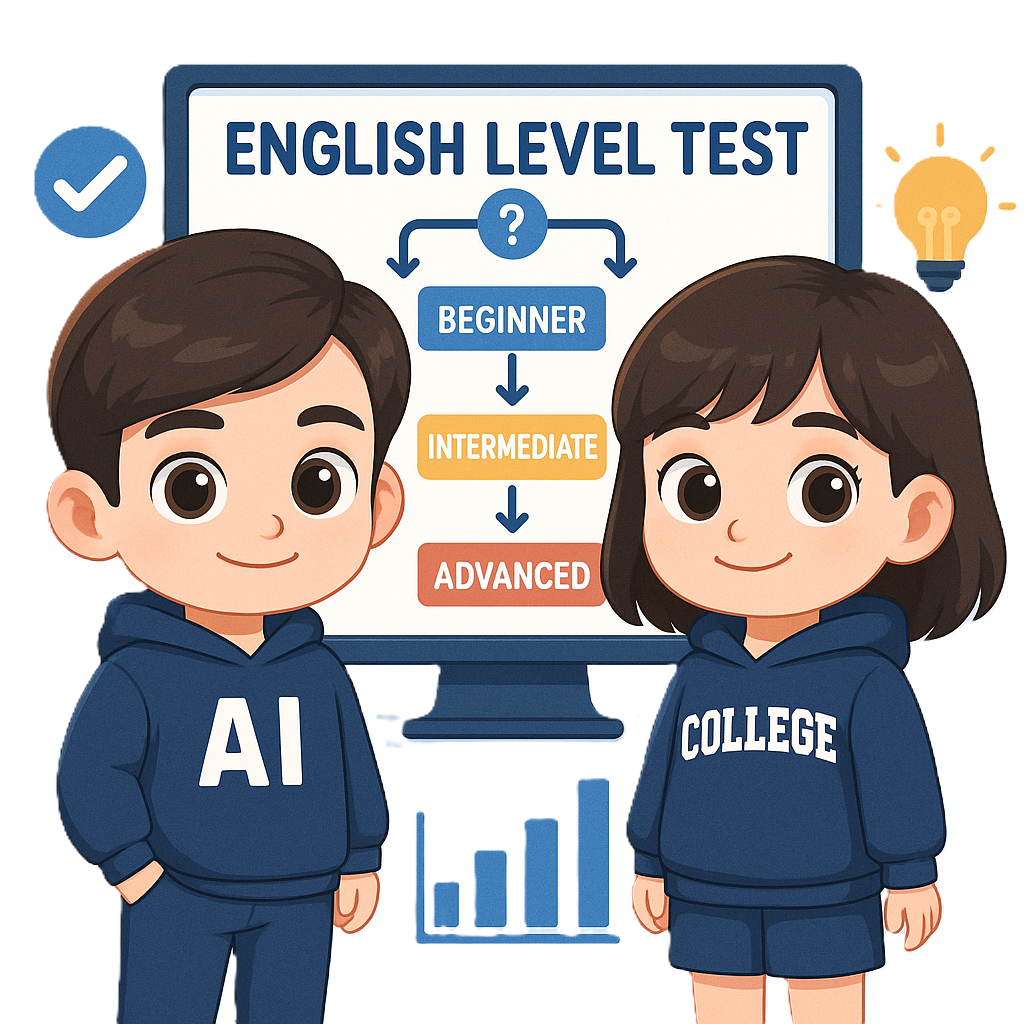 ENGLISH LEVEL TEST
?
BEGINNER
INTERMEDIATE
ADVANCED
AI
COLLEGE